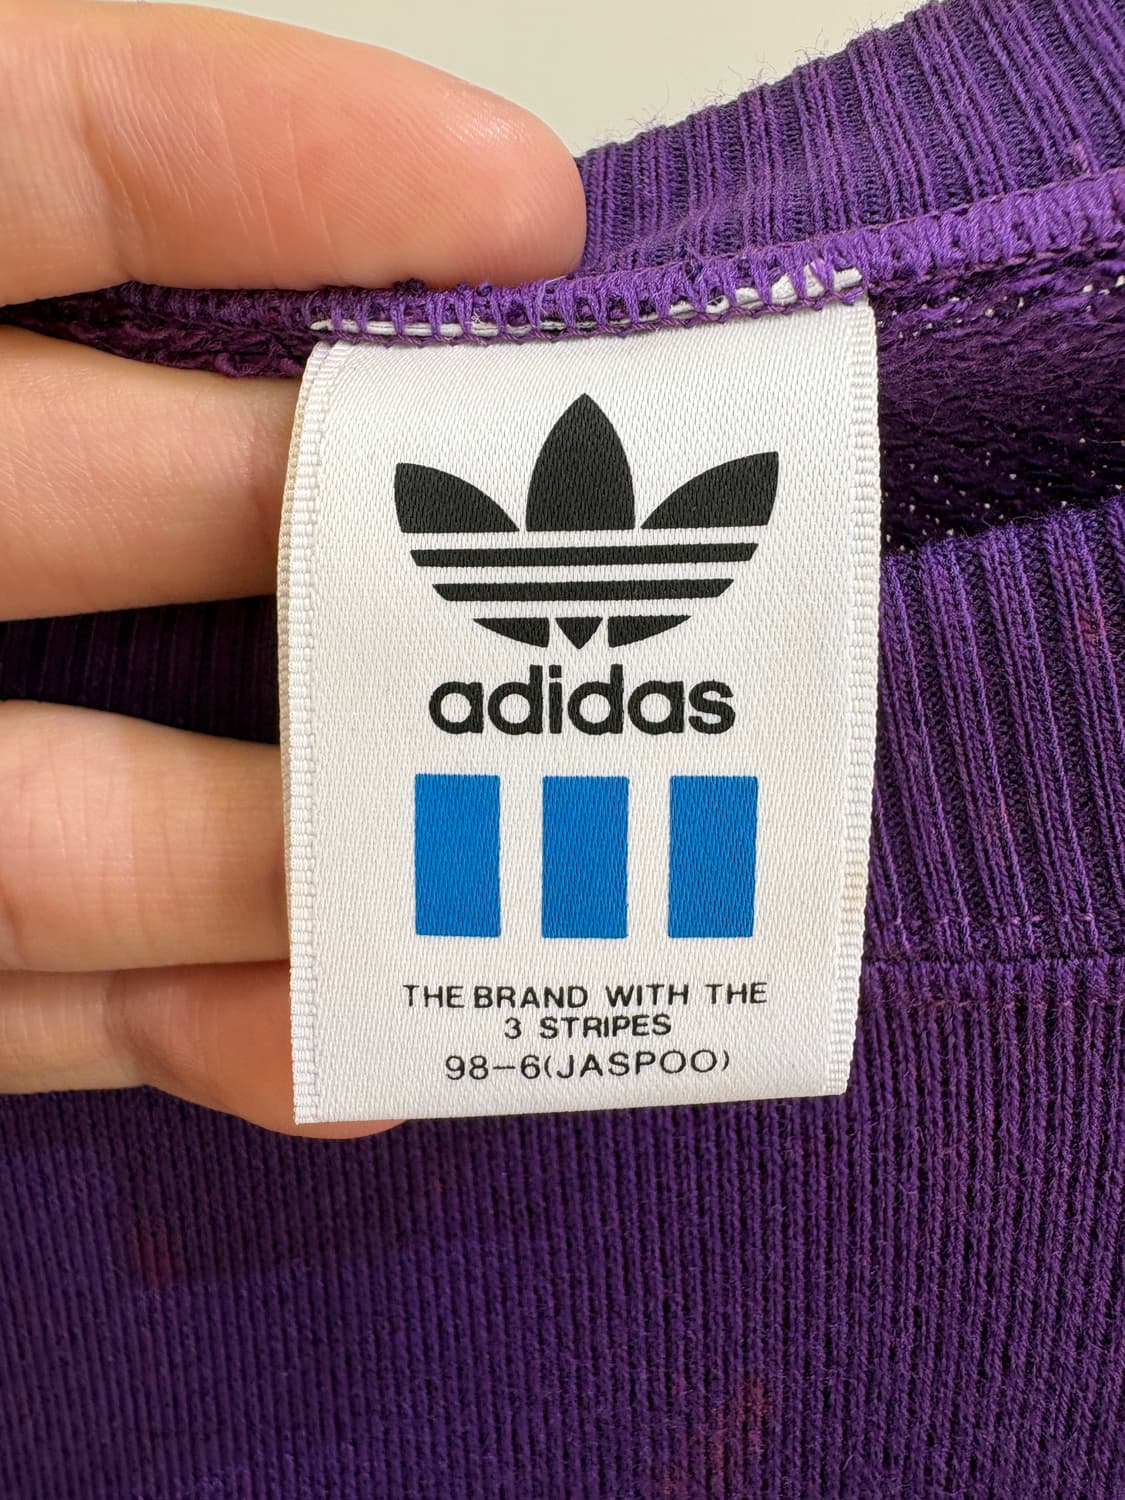 adidas
THE BRAND WITH THE
3 STRIPES
98-6(JASPOO)